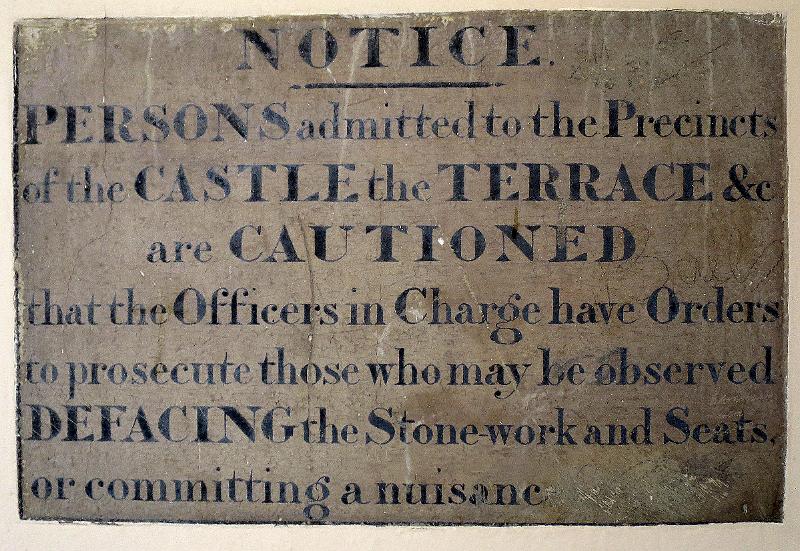 NOTICE.
PERSONS admitted to the Precincts
of the CASTLE the TERRACE &c
are CAUTIONED
that the Officers in Charge have Orders
to prosecute those who may be observed
DEFACING the Stone-work and Seats,
or committing a nuisanc